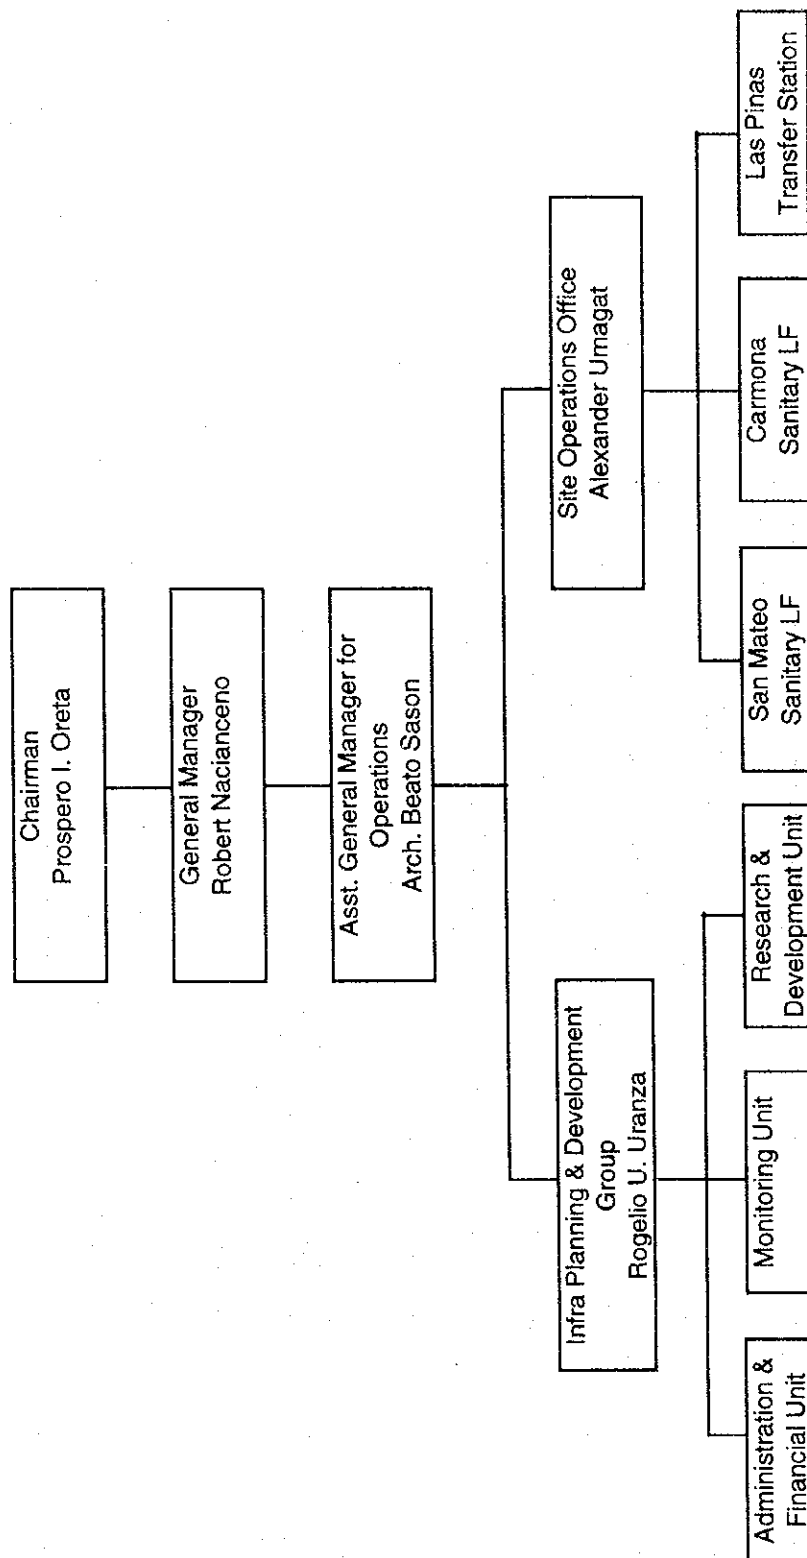 Chairman
Prospero I. Oreta
General Manager
Robert Nacianceno
Asst. General Manager for
Operations
Arch. Beato Sason
Infra Planning & Development
Group
Rogelio U. Uranza
Site Operations Office
Alexander Umagat
Administration &
Financial Unit
Monitoring Unit
Research &
Development Unit
San Mateo
Sanitary LF
Carmona
Sanitary LF
Las Pinas
Transfer Station